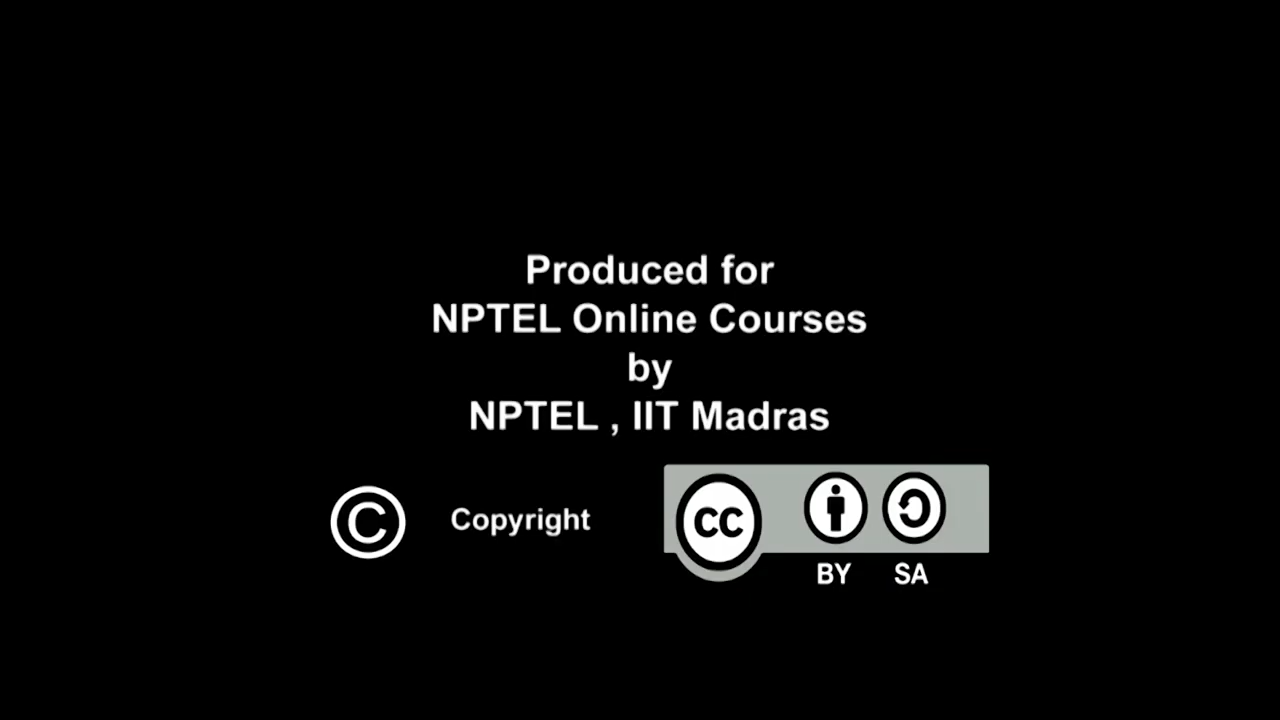 Produced for
NPTEL Online Courses
by
NPTEL , IIT Madras
© Copyright
cc
BY SA